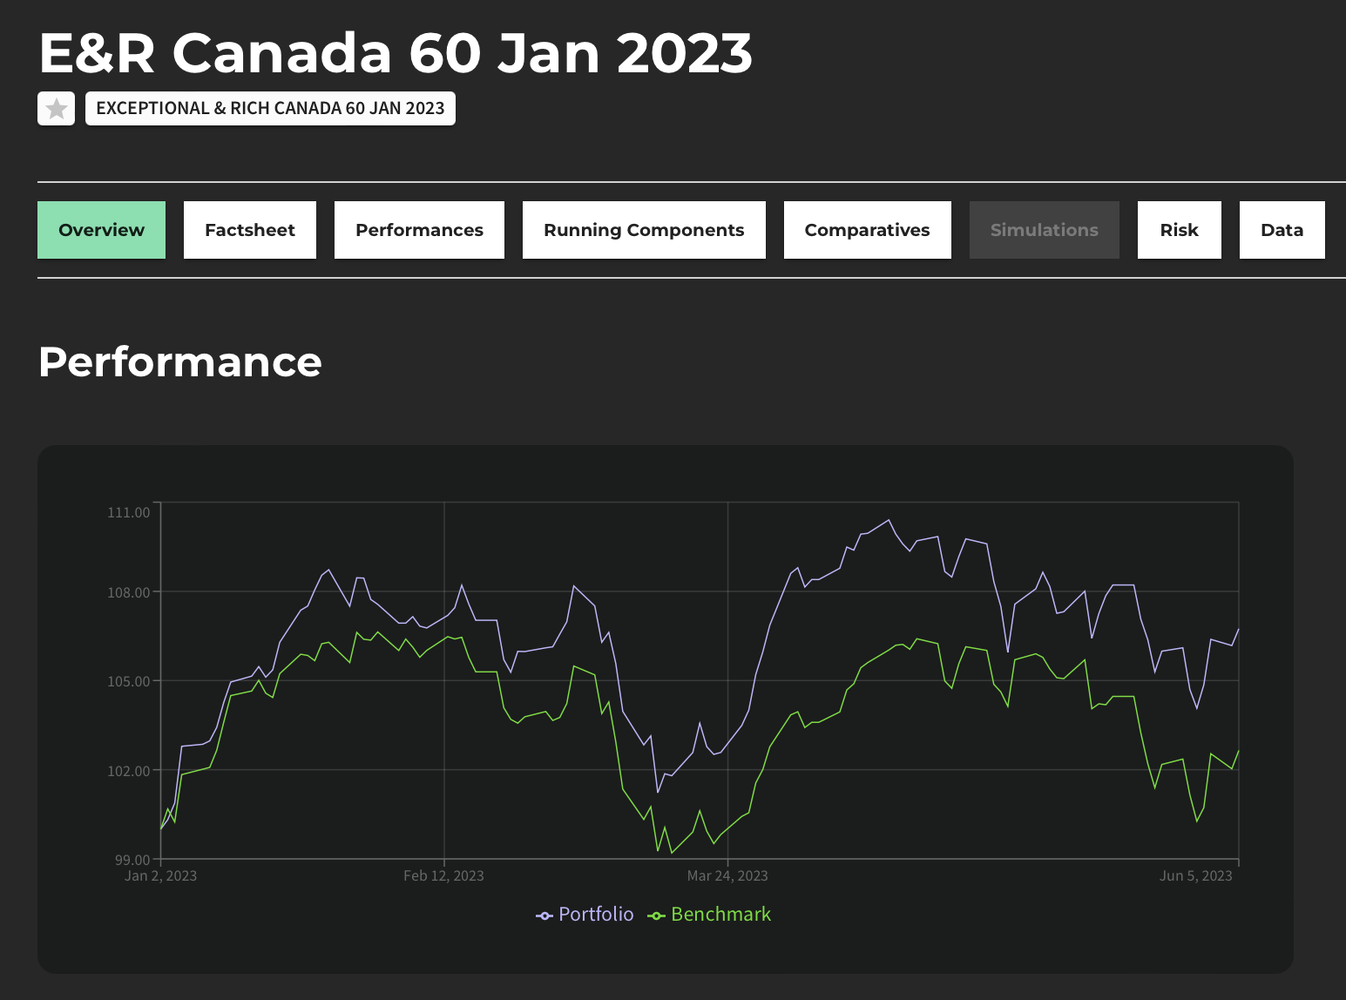 E&R Canada 60 Jan 2023
EXCEPTIONAL & RICH CANADA 60 JAN 2023
Overview Factsheet Performances Running Components Comparatives Simulations Risk Data
Performance
111.00
108.00
105.00
102.00
99.00
Jan 2, 2023 Feb 12, 2023 Mar 24, 2023 Jun 5, 2023
Portfolio Benchmark